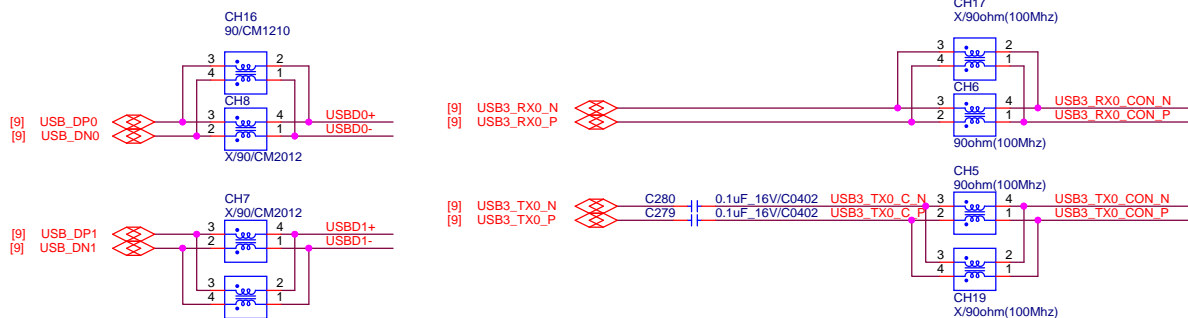 CH16
90/CM1210
3 2
4 1
CH8
[9] USB_DP0 3 4 USBD0+
[9] USB_DN0 2 1 USBD0-
X/90/CM2012
CH7
X/90/CM2012
[9] USB_DP1 3 4 USBD1+
[9] USB_DN1 2 1 USBD1-
3 2
4 1
CH17
X/90ohm(100Mhz)
3 2
4 1
CH6
[9] USB3_RX0_N 3 4 USB3_RX0_CON_N
[9] USB3_RX0_P 2 1 USB3_RX0_CON_P
90ohm(100Mhz)
CH5
90ohm(100Mhz)
[9] USB3_TX0_N C280 0.1uF_16V/C0402 USB3_TX0_C_N 3 4 USB3_TX0_CON_N
[9] USB3_TX0_P C279 0.1uF_16V/C0402 USB3_TX0_C_P 2 1 USB3_TX0_CON_P
3 2
4 1
CH19
X/90ohm(100Mhz)